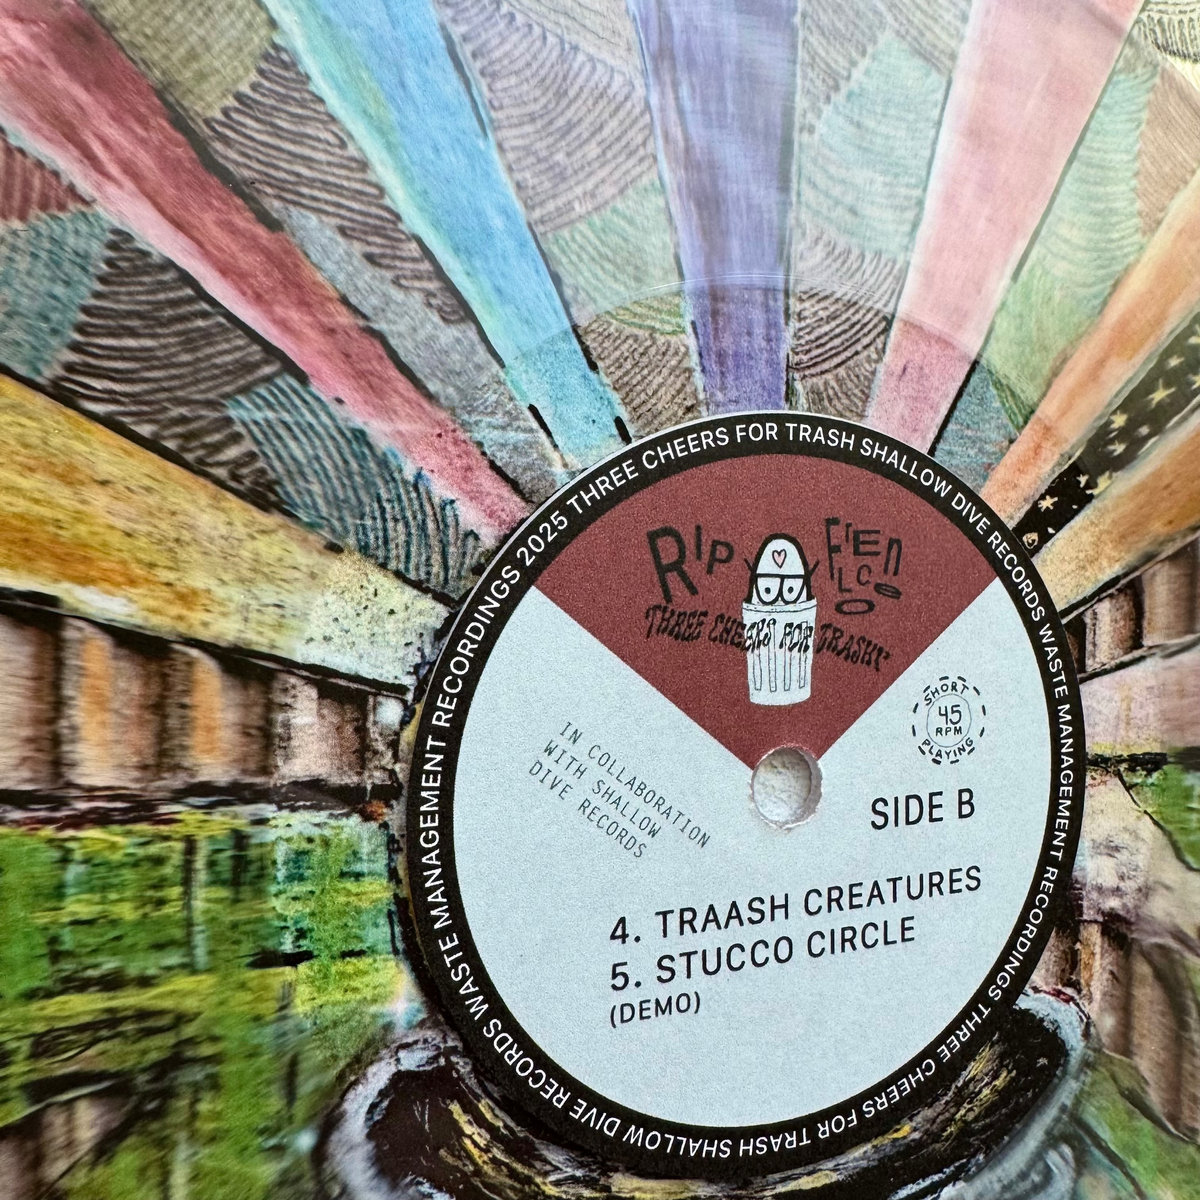 2025 THREE CHEERS FOR TRASH SHALLOW DIVE RECORDS WASTE MANAGEMENT RECORDINGS THREE CHEERS FOR TRASH SHALLOW DIVE RECORDS WASTE MANAGEMENT RECORDINGS
RIP
THREE CHEERS FOR TRASH!
SHORT
45
RPM
PLAYING
IN COLLABORATION
WITH SHALLOW
DIVE RECORDS
SIDE B
4. TRAASH CREATURES
5. STUCCO CIRCLE
(DEMO)